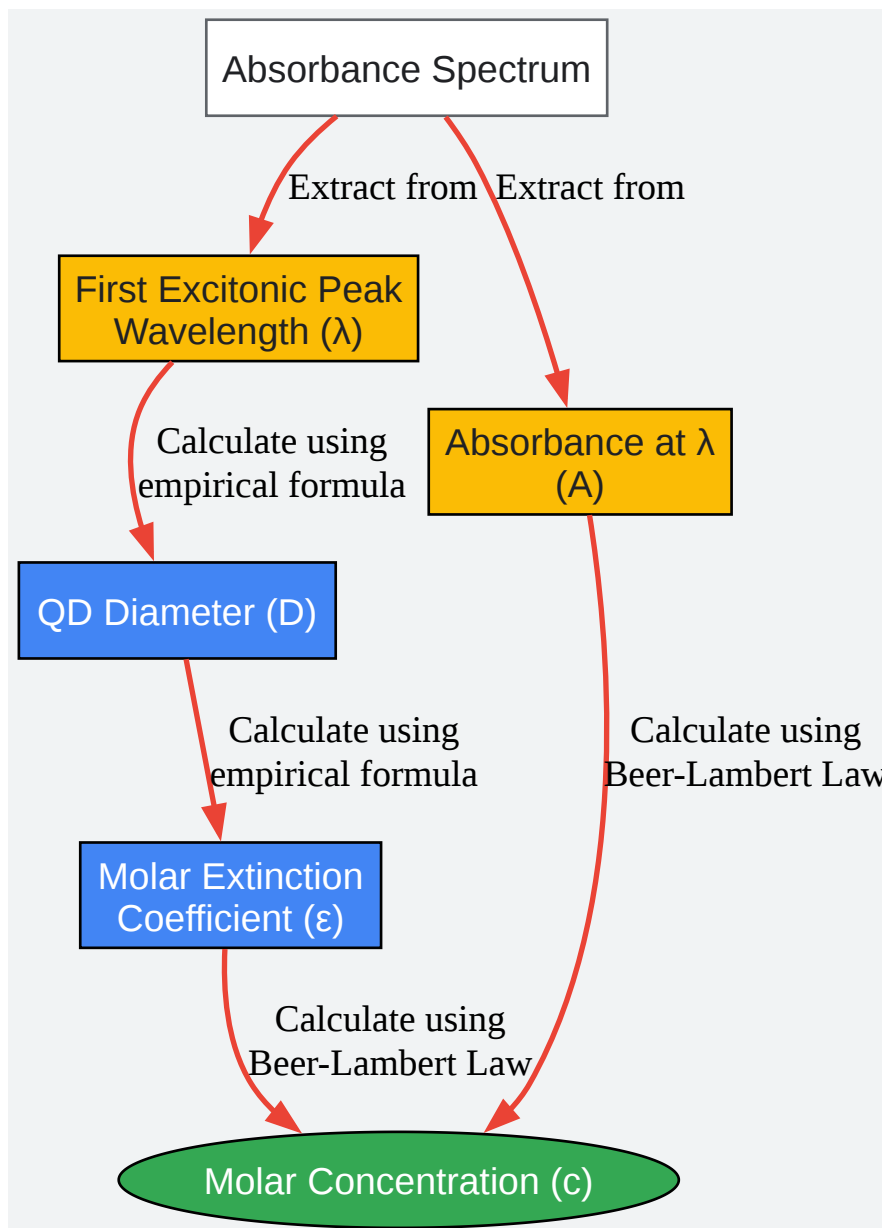 Absorbance Spectrum
Extract from
Extract from
First Excitonic Peak
Wavelength (λ)
Calculate using
empirical formula
Absorbance at λ
(A)
QD Diameter (D)
Calculate using
empirical formula
Calculate using
Beer-Lambert Law
Molar Extinction
Coefficient (ε)
Calculate using
Beer-Lambert Law
Molar Concentration (c)